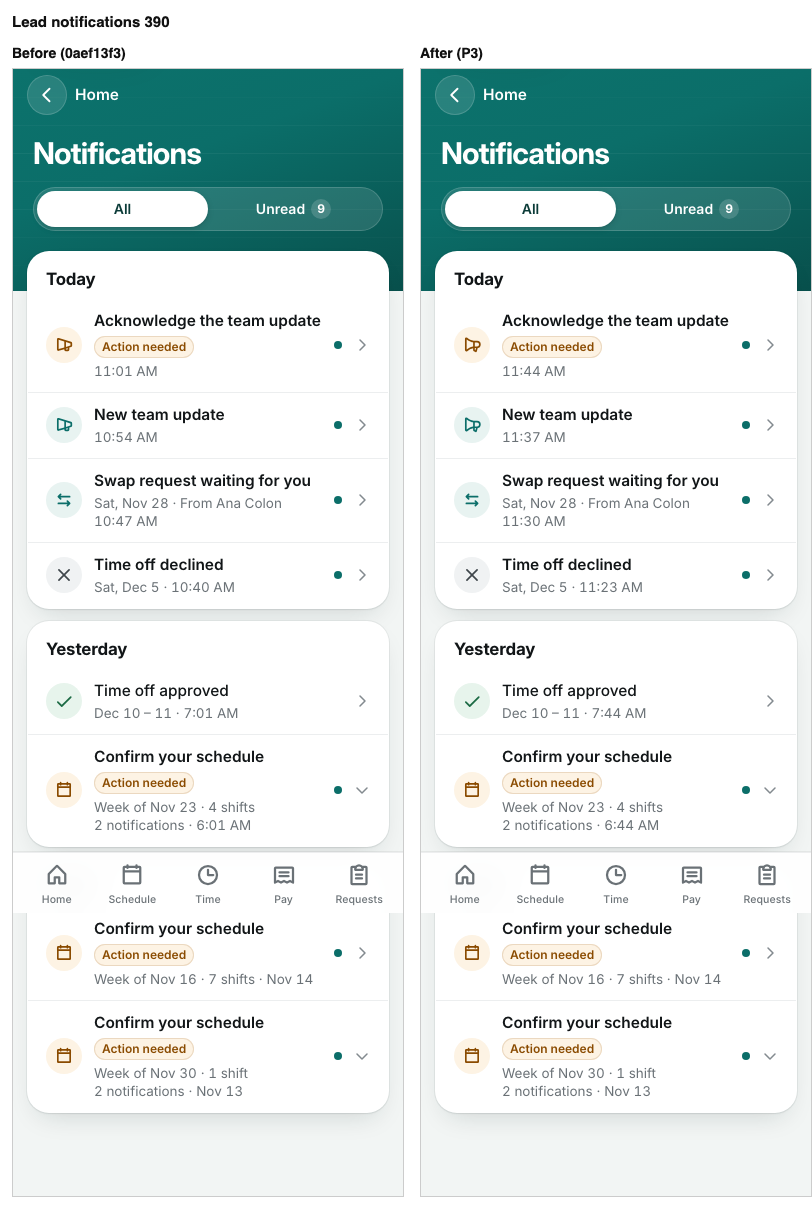 Lead notifications 390
Before (0aef13f3)
Home
Notifications
All
Unread 9
Today
Acknowledge the team update
Action needed
11:01 AM
New team update
10:54 AM
Swap request waiting for you
Sat, Nov 28 · From Ana Colon
10:47 AM
Time off declined
Sat, Dec 5 · 10:40 AM
Yesterday
Time off approved
Dec 10 – 11 · 7:01 AM
Confirm your schedule
Action needed
Week of Nov 23 · 4 shifts
2 notifications · 6:01 AM
Home
Schedule
Time
Pay
Requests
Confirm your schedule
Action needed
Week of Nov 16 · 7 shifts · Nov 14
Confirm your schedule
Action needed
Week of Nov 30 · 1 shift
2 notifications · Nov 13
After (P3)
Home
Notifications
All
Unread 9
Today
Acknowledge the team update
Action needed
11:44 AM
New team update
11:37 AM
Swap request waiting for you
Sat, Nov 28 · From Ana Colon
11:30 AM
Time off declined
Sat, Dec 5 · 11:23 AM
Yesterday
Time off approved
Dec 10 – 11 · 7:44 AM
Confirm your schedule
Action needed
Week of Nov 23 · 4 shifts
2 notifications · 6:44 AM
Home
Schedule
Time
Pay
Requests
Confirm your schedule
Action needed
Week of Nov 16 · 7 shifts · Nov 14
Confirm your schedule
Action needed
Week of Nov 30 · 1 shift
2 notifications · Nov 13